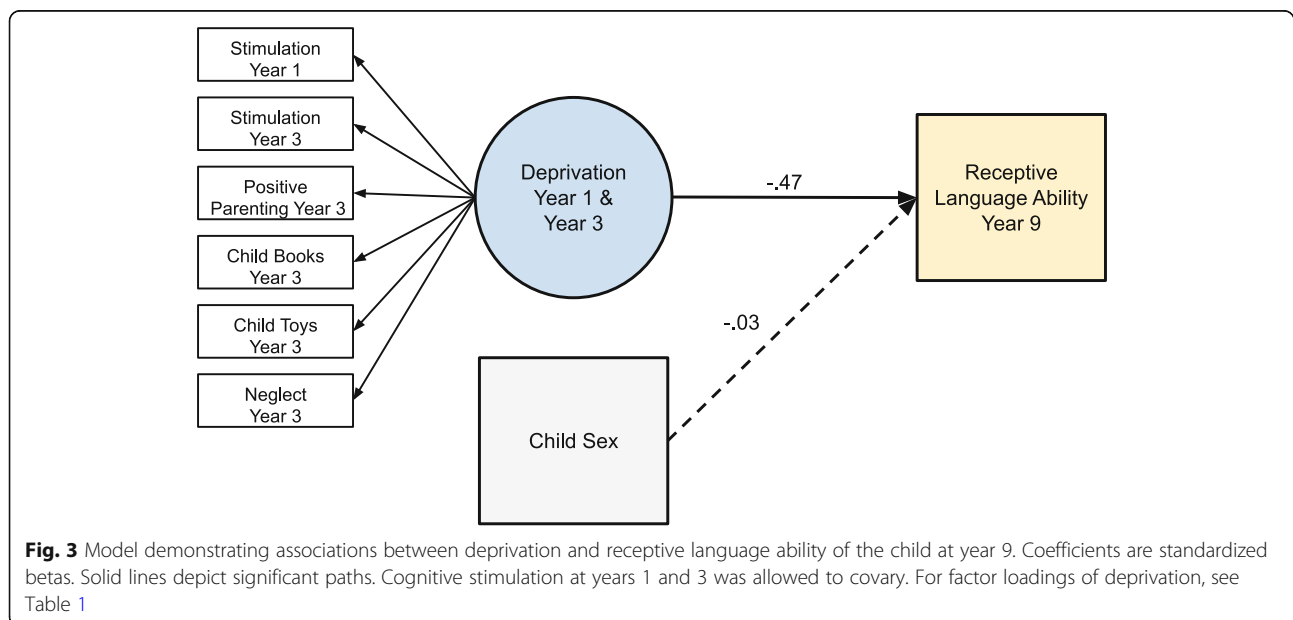 Stimulation
Year 1
Stimulation
Year 3
Positive
Parenting Year 3
Child Books
Year 3
Child Toys
Year 3
Neglect
Year 3
Deprivation
Year 1 &
Year 3
-.47
Receptive
Language Ability
Year 9
-.03
Child Sex
Fig. 3 Model demonstrating associations between deprivation and receptive language ability of the child at year 9. Coefficients are standardized
betas. Solid lines depict significant paths. Cognitive stimulation at years 1 and 3 was allowed to covary. For factor loadings of deprivation, see
Table 1